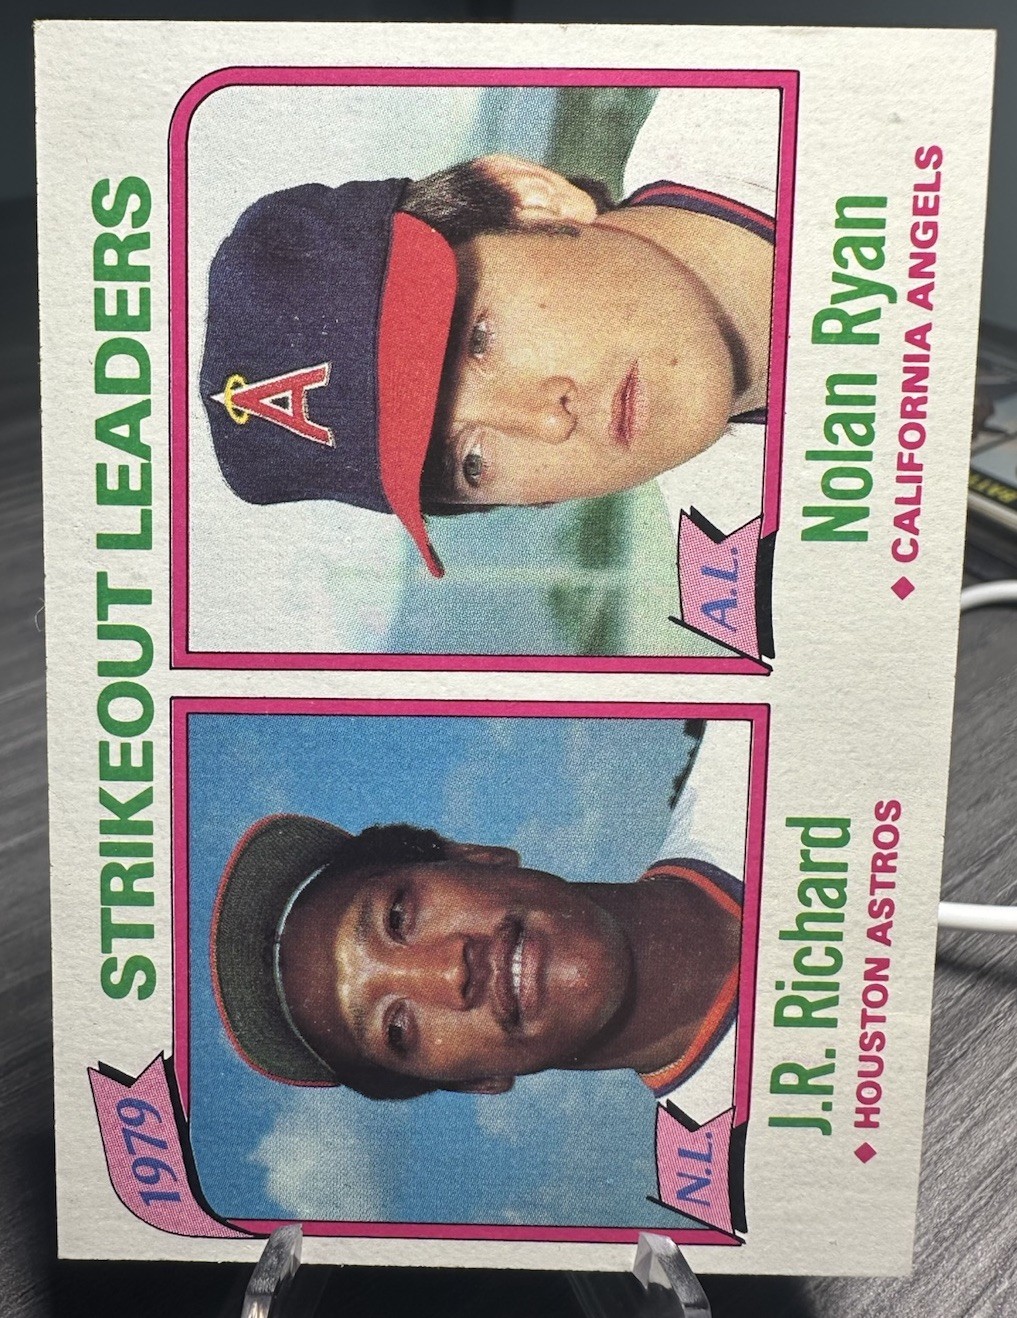 1979
STRIKEOUT LEADERS
A
N.L.
A.L.
J.R. Richard
◆ HOUSTON ASTROS
Nolan Ryan
◆ CALIFORNIA ANGELS